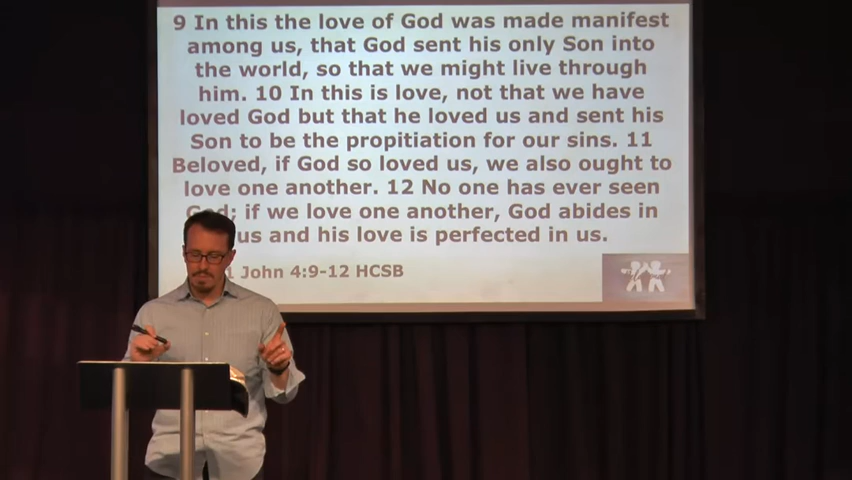 9 In this the love of God was made manifest
among us, that God sent his only Son into
the world, so that we might live through
him. 10 In this is love, not that we have
loved God but that he loved us and sent his
Son to be the propitiation for our sins. 11
Beloved, if God so loved us, we also ought to
love one another. 12 No one has ever seen
God; if we love one another, God abides in
us and his love is perfected in us.
1 John 4:9-12 HCSB